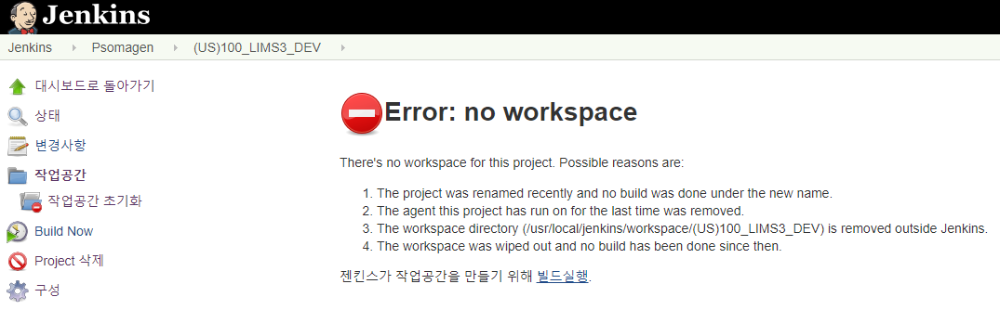 Jenkins
Jenkins Psomagen (US)100_LIMS3_DEV
대시보드로 돌아가기
상태
변경사항
작업공간
작업공간 초기화
Build Now
Project 삭제
구성
Error: no workspace
There's no workspace for this project. Possible reasons are:
1. The project was renamed recently and no build was done under the new name.
2. The agent this project has run on for the last time was removed.
3. The workspace directory (/usr/local/jenkins/workspace/(US)100_LIMS3_DEV) is removed outside Jenkins.
4. The workspace was wiped out and no build has been done since then.
젠킨스가 작업공간을 만들기 위해 빌드실행.